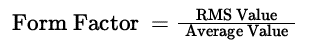 Form Factor = RMS Value / Average Value